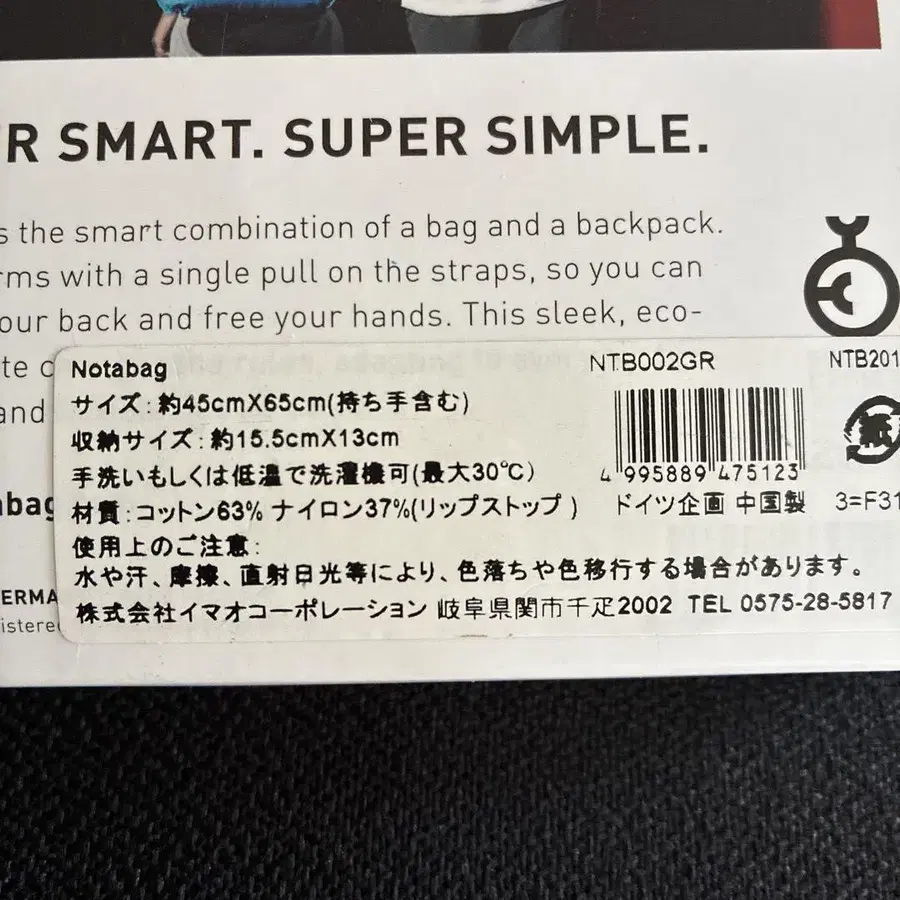 R SMART. SUPER SIMPLE.
s the smart combination of a bag and a backpack.
rms with a single pull on the straps, so you can
our back and free your hands. This sleek, eco-
te c
and
abag
ERMA
istered
Notabag
NTB002GR
NTB201
サイズ:約45cmX65cm(持ち手含む)
収納サイズ:約15.5cmX13cm
手洗いもしくは低温で洗濯機可(最大30℃)
4 995889 475123
紙
材質:コットン63% ナイロン37%(リップストップ)
ドイツ企画 中国製
3=F31
使用上のご注意:
水や汗、摩擦、直射日光等により、色落ちや色移行する場合があります。
株式会社イマオコーポレーション 岐阜県関市千疋2002 TEL 0575-28-5817